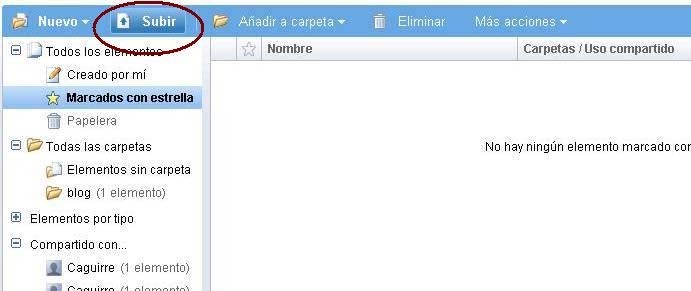 Nuevo Subir Añadir a carpeta Eliminar Más acciones
Todos los elementos
Creado por mí
Marcados con estrella
Papelera
Todas las carpetas
Elementos sin carpeta
blog (1 elemento)
Elementos por tipo
Compartido con...
Caguirre (1 elemento)
Caguirre (1 elemento)
Nombre Carpetas / Uso compartido
No hay ningún elemento marcado con